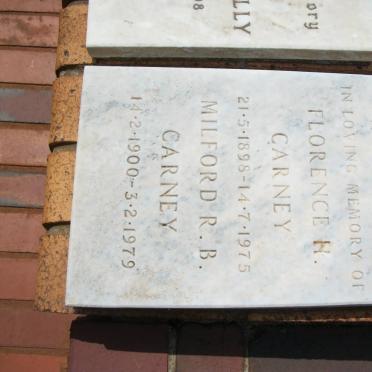 ory
LLY
98
IN LOVING MEMORY OF
FLORENCE R.
CARNEY
21·5·1898–14·7·1975
MILFORD R. B.
CARNEY
14·2·1900–3·2·1979